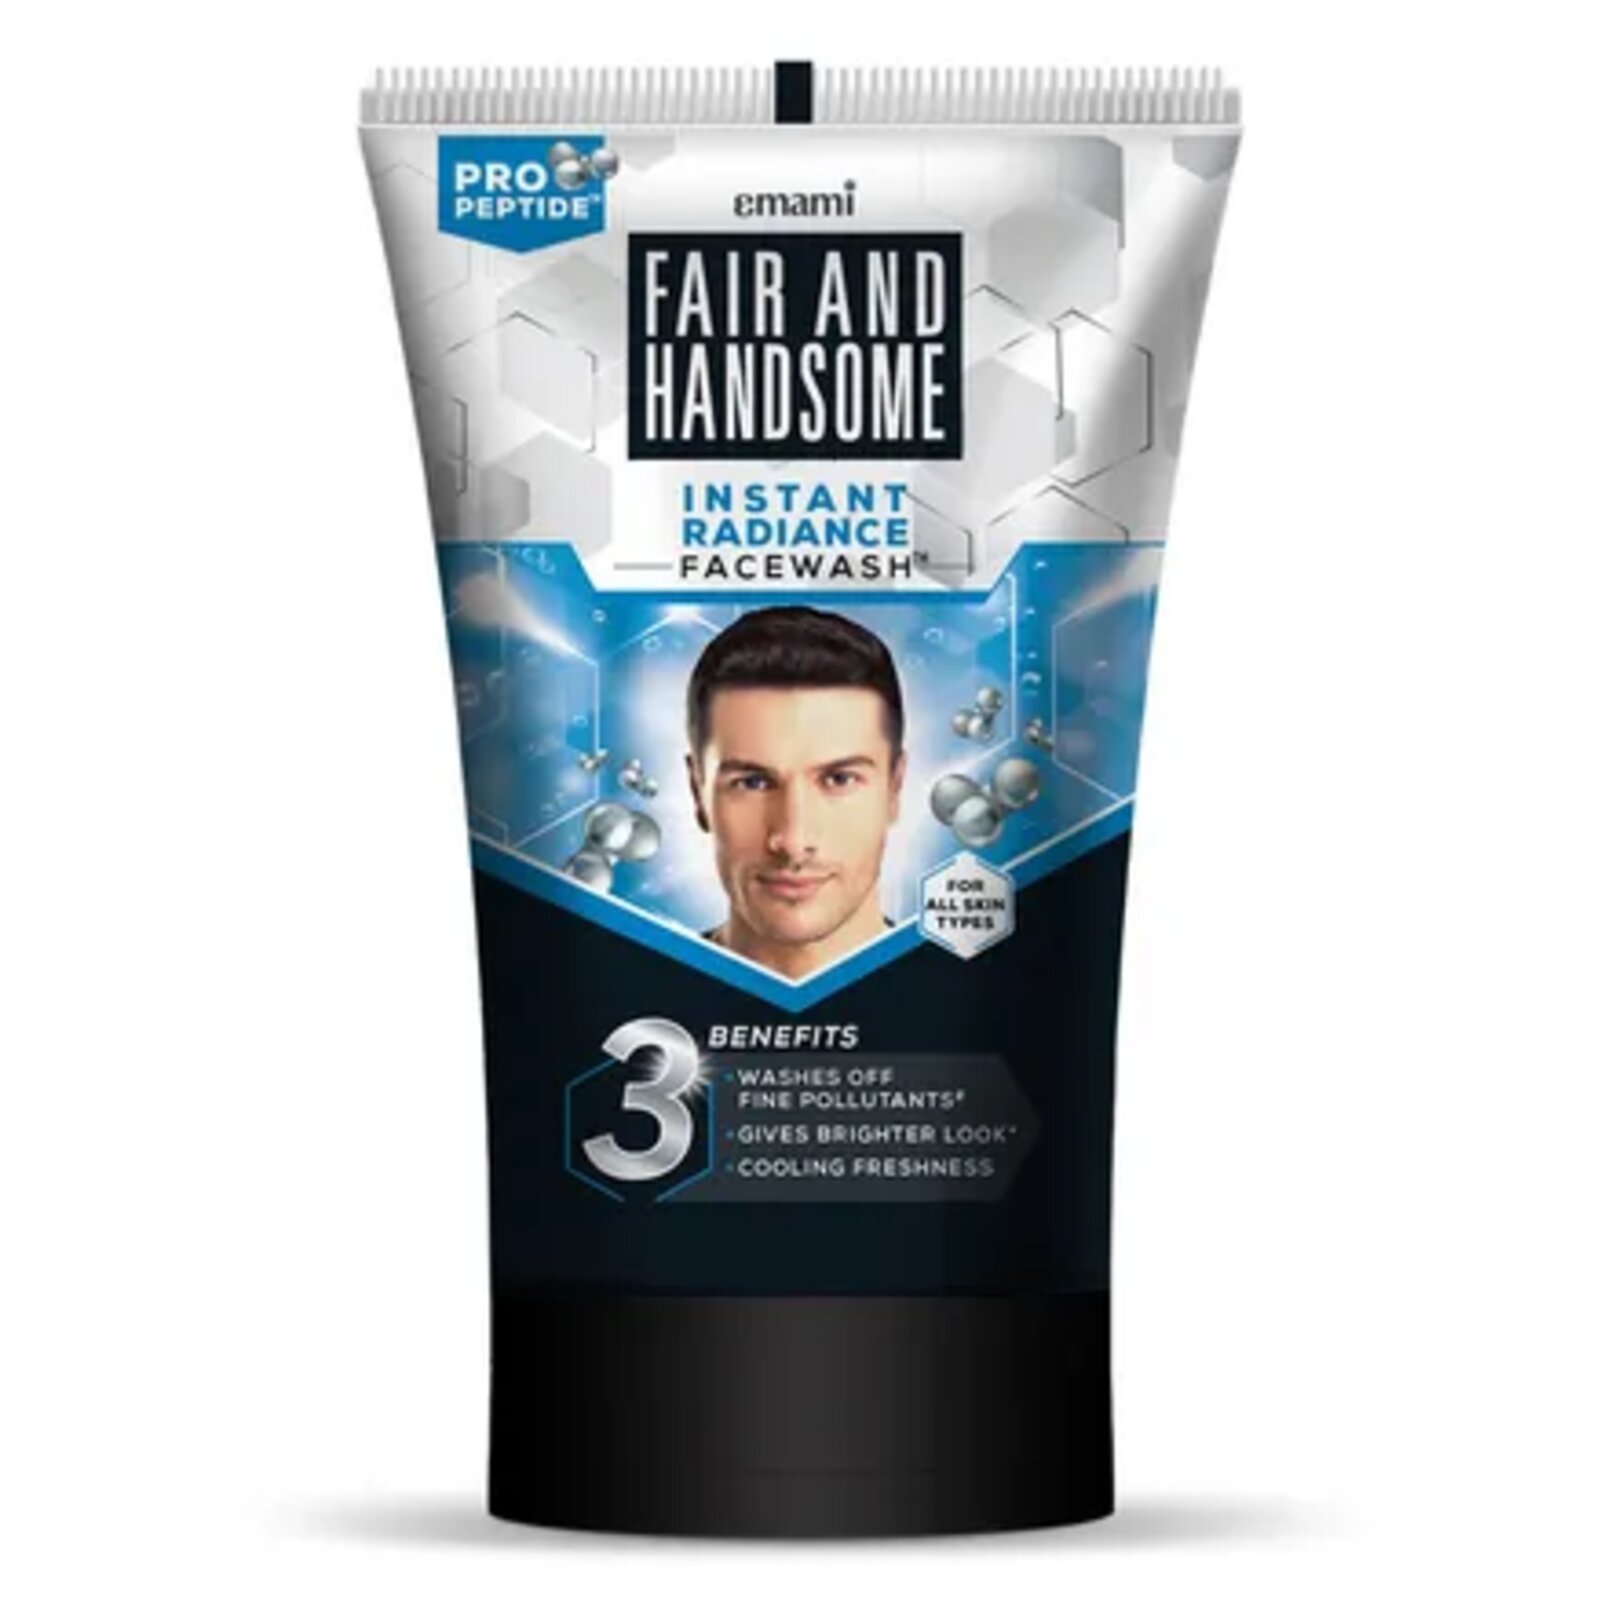 PRO
PEPTIDE™
emami
FAIR AND
HANDSOME
INSTANT
RADIANCE
FACEWASH™
FOR
ALL SKIN
TYPES
3 BENEFITS
• WASHES OFF
FINE POLLUTANTS#
• GIVES BRIGHTER LOOK*
• COOLING FRESHNESS